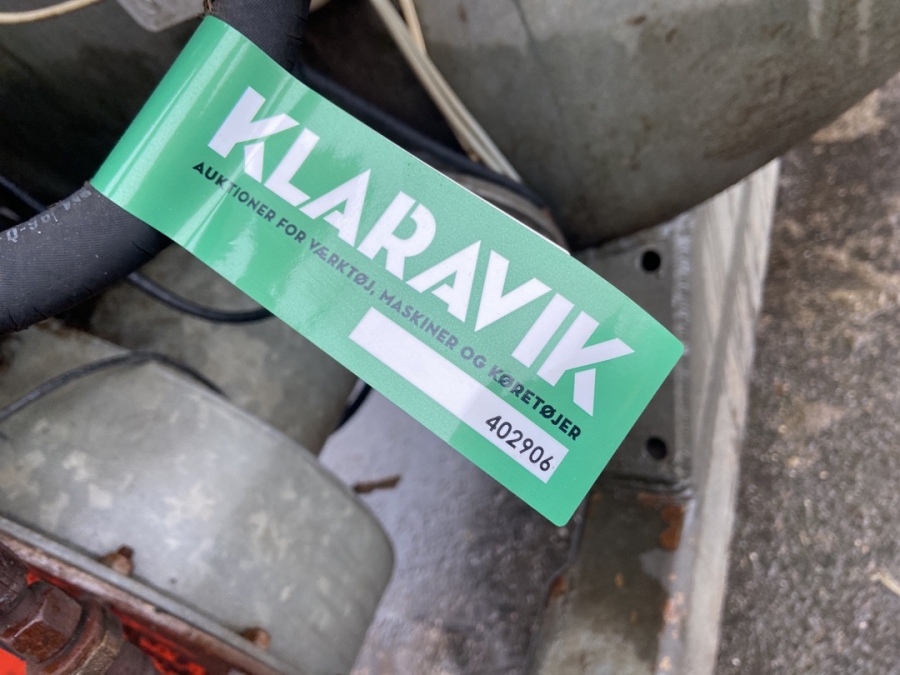 KLARAVIK
AUKTIONER FOR VÆRKTØJ, MASKINER OG KØRETØJER
402906